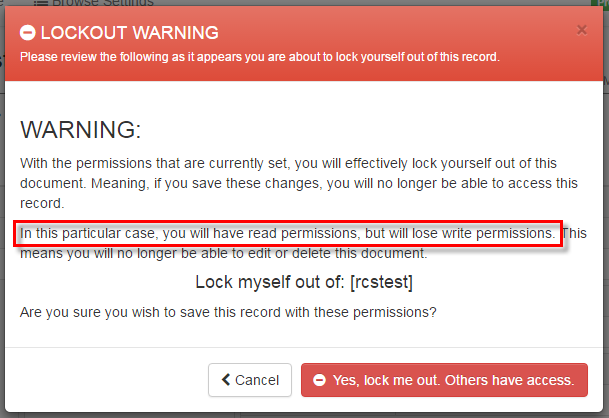 Browse Settings
LOCKOUT WARNING
×
Please review the following as it appears you are about to lock yourself out of this record.
WARNING:
With the permissions that are currently set, you will effectively lock yourself out of this
document. Meaning, if you save these changes, you will no longer be able to access this
record.
In this particular case, you will have read permissions, but will lose write permissions. This
means you will no longer be able to edit or delete this document.
Lock myself out of: [rcstest]
Are you sure you wish to save this record with these permissions?
Cancel
Yes, lock me out. Others have access.